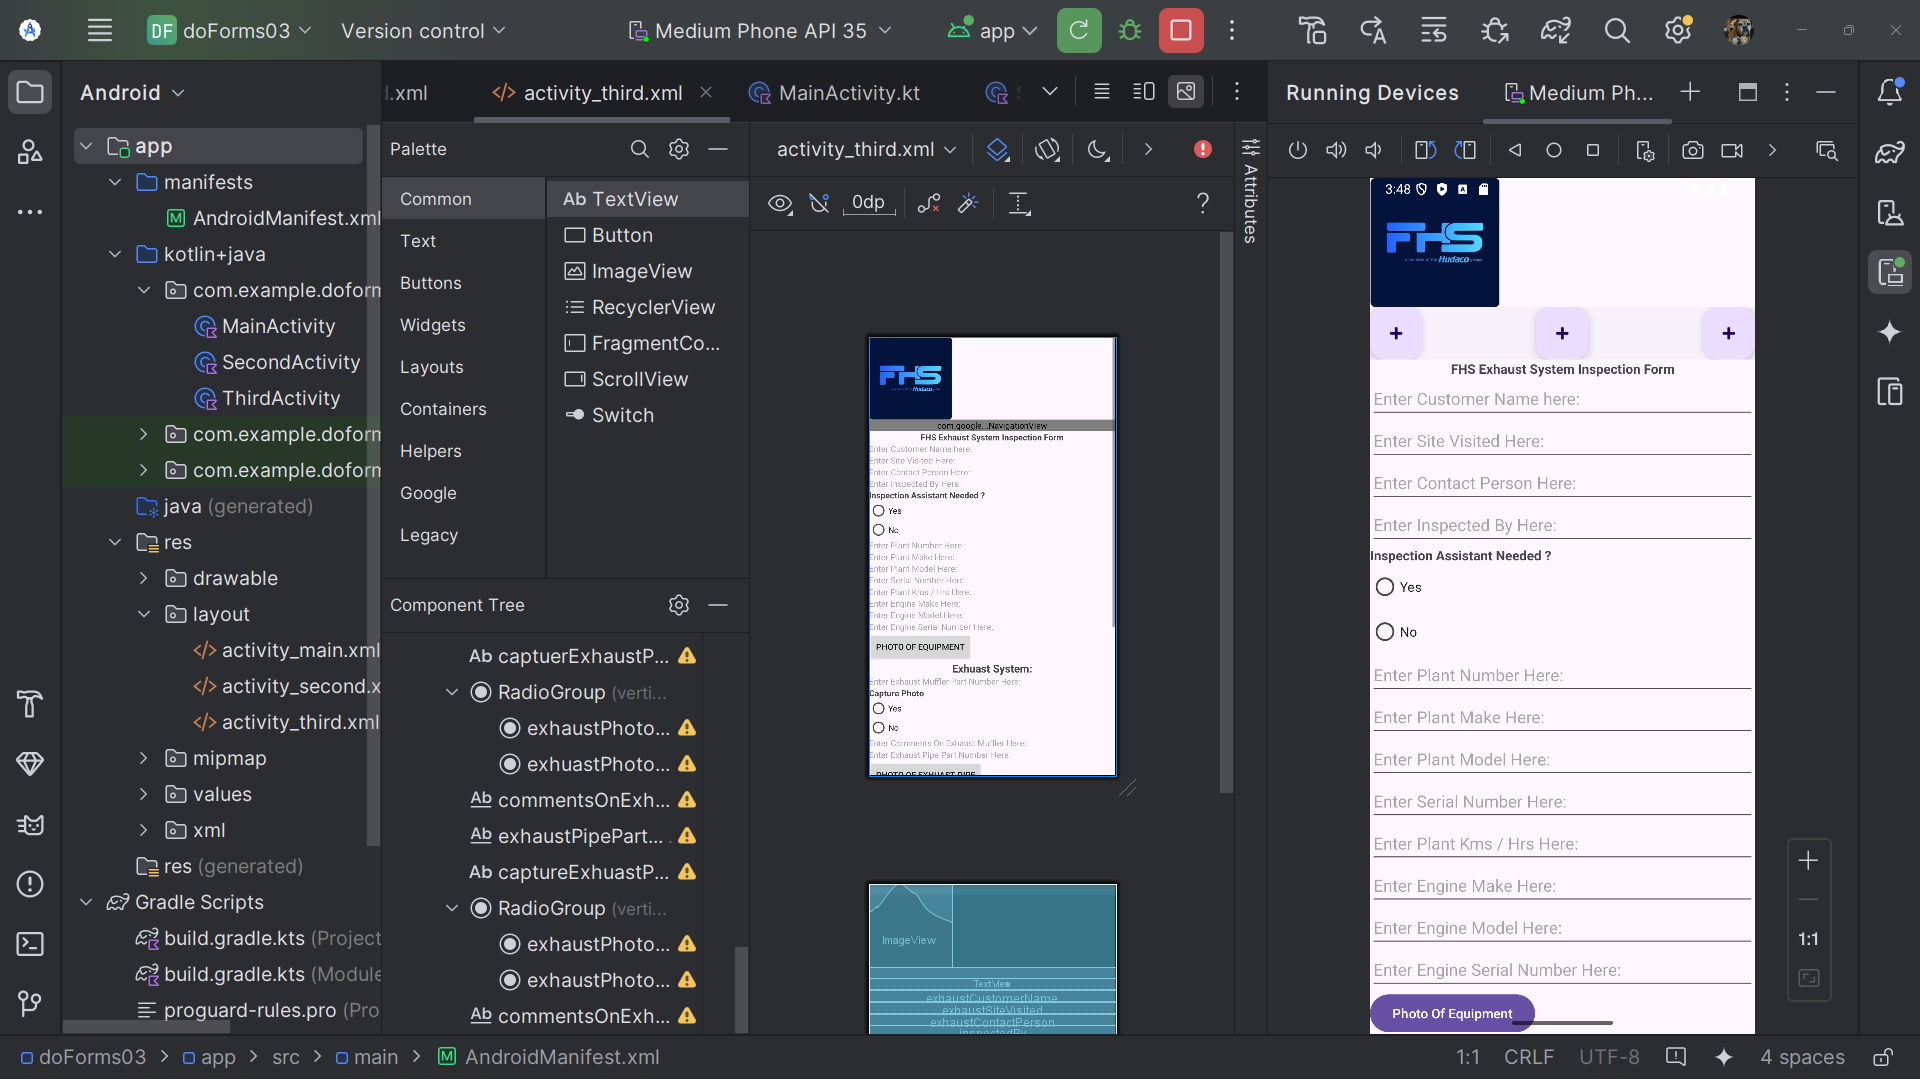 DF doForms03
Version control
Medium Phone API 35
app
Android
.xml
activity_third.xml
MainActivity.kt
Running Devices
Medium Ph...
app
manifests
AndroidManifest.xml
kotlin+java
com.example.doforn
MainActivity
SecondActivity
ThirdActivity
com.example.doforn
com.example.doforn
java (generated)
res
drawable
layout
activity_main.xml
activity_second.x
activity_third.xml
mipmap
values
xml
res (generated)
Gradle Scripts
build.gradle.kts (Project
build.gradle.kts (Module
proguard-rules.pro (Pro
Palette
Common
Text
Buttons
Widgets
Layouts
Containers
Helpers
Google
Legacy
Ab TextView
Button
ImageView
RecyclerView
FragmentCo...
ScrollView
Switch
Component Tree
Ab captuerExhaustP...
RadioGroup (verti...
exhaustPhoto...
exhuastPhoto...
Ab commentsOnExh...
Ab exhaustPipePart...
Ab captureExhuastP...
RadioGroup (verti...
exhaustPhoto...
exhaustPhoto...
Ab commentsOnExh...
activity_third.xml
0dp
?
Attributes
FHS
Hudaco
com.google...NavigationView
FHS Exhaust System Inspection Form
Enter Customer Name here:
Enter Site Visited Here:
Enter Contact Person Here:
Enter Inspected By Here:
Inspection Assistant Needed ?
Yes
No
Enter Plant Number Here:
Enter Plant Make Here:
Enter Plant Model Here:
Enter Serial Number Here:
Enter Plant Kms / Hrs Here:
Enter Engine Make Here:
Enter Engine Model Here:
Enter Engine Serial Number Here:
PHOTO OF EQUIPMENT
Exhuast System:
Enter Exhaust Muffler Part Number Here:
Capture Photo
Yes
No
Enter Comments On Exhaust Muffler Here:
Enter Exhaust Pipe Part Number Here:
PHOTO OF EXHUAST PIPE
ImageView
TextView
exhaustCustomerName
exhaustSiteVisited
exhaustContactPerson
inspectedBy
3:48
FHS
Hudaco
+ + +
FHS Exhaust System Inspection Form
Enter Customer Name here:
Enter Site Visited Here:
Enter Contact Person Here:
Enter Inspected By Here:
Inspection Assistant Needed ?
Yes
No
Enter Plant Number Here:
Enter Plant Make Here:
Enter Plant Model Here:
Enter Serial Number Here:
Enter Plant Kms / Hrs Here:
Enter Engine Make Here:
Enter Engine Model Here:
Enter Engine Serial Number Here:
Photo Of Equipment
1:1
doForms03 > app > src > main > AndroidManifest.xml
1:1 CRLF UTF-8 4 spaces